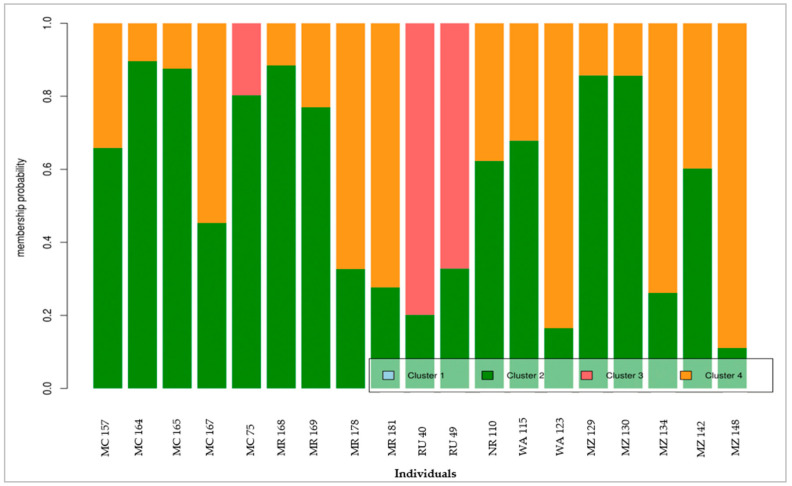 membership probability
1.0
0.8
0.6
0.4
0.2
0.0
Cluster 1 Cluster 2 Cluster 3 Cluster 4
MC 157 MC 164 MC 165 MC 167 MC 75 MR 168 MR 169 MR 178 MR 181 RU 40 RU 49 NR 110 WA 115 WA 123 MZ 129 MZ 130 MZ 134 MZ 142 MZ 148
Individuals